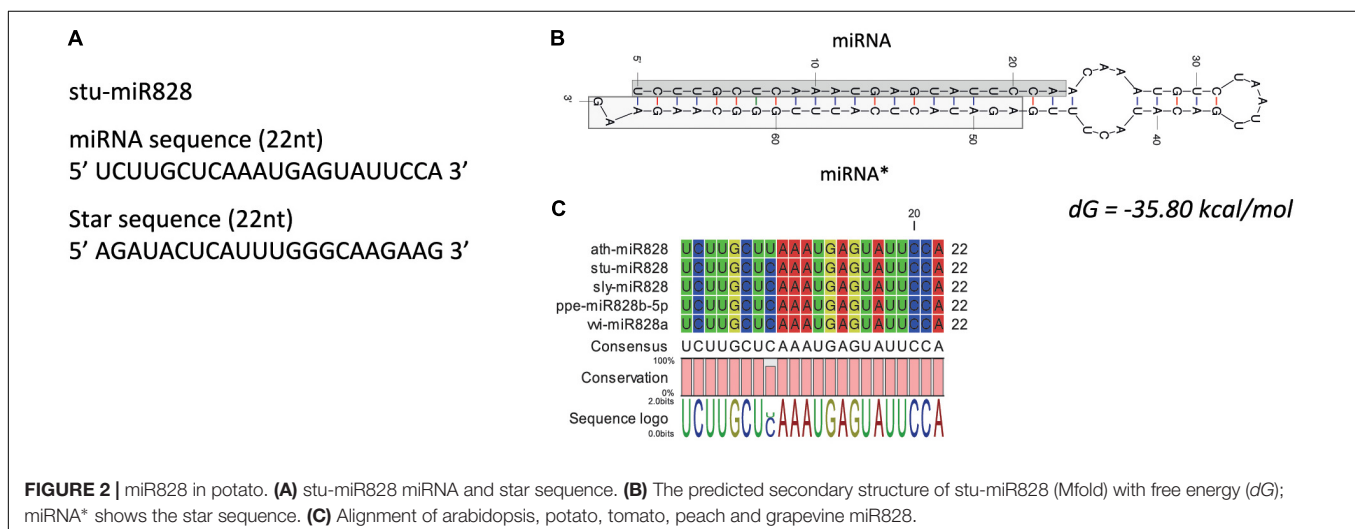 A
stu-miR828
miRNA sequence (22nt)
5’ UCUUGCUCAAAUGAGUAUUCCA 3’
Star sequence (22nt)
5’ AGAUACUCAUUUGGGCAAGAAG 3’
B
miRNA
5' 10 20 30
3'
U C U U G C U C A A A U G A G U A U U C C A A C A A A U G U C U A A U U
G A A G A A C G G G U U U A C U C A U A G A C G U U U C A U A C A G U
60 50 40
miRNA*
dG = -35.80 kcal/mol
C
20
ath-miR828 UCUUGCUUAAAUGAGUAUUCCA 22
stu-miR828 UCUUGCUCAAAUGAGUAUUCCA 22
sly-miR828 UCUUGCUCAAAUGAGUAUUCCA 22
ppe-miR828b-5p UCUUGCUCAAAUGAGUAUUCCA 22
vvi-miR828a UCUUGCUCAAAUGAGUAUUCCA 22
Consensus UCUUGCUCAAAUGAGUAUUCCA
100%
Conservation
0%
2.0bits
Sequence logo UCUUGCUCAAAUGAGUAUUCCA
0.0bits
FIGURE 2 | miR828 in potato. (A) stu-miR828 miRNA and star sequence. (B) The predicted secondary structure of stu-miR828 (Mfold) with free energy (dG);
miRNA* shows the star sequence. (C) Alignment of arabidopsis, potato, tomato, peach and grapevine miR828.